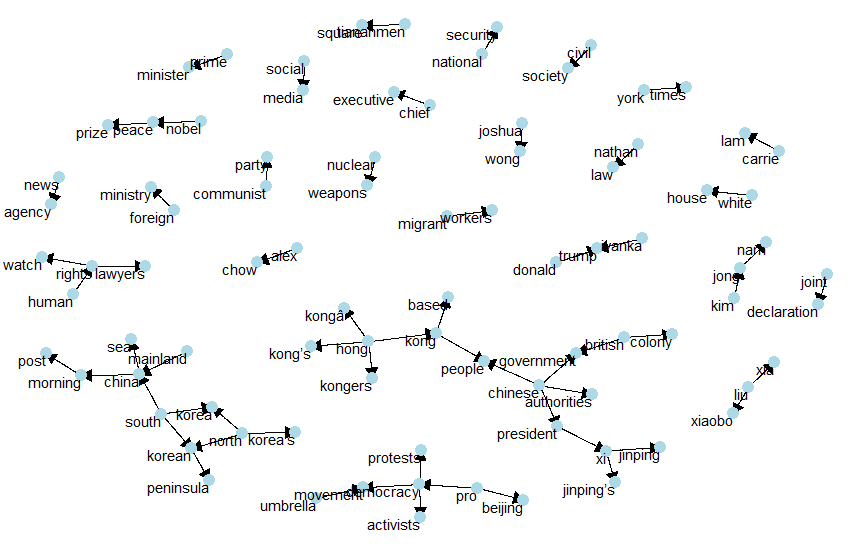 square
tiananmen
security
national
civil
society
prime
minister
social
media
executive
chief
york
times
prize
peace
nobel
joshua
wong
nathan
law
lam
carrie
news
agency
ministry
foreign
party
communist
nuclear
weapons
migrant
workers
house
white
watch
rights
lawyers
human
chow
alex
donald
trump
ivanka
nam
jong
kim
joint
declaration
kongâ
kong's
hong
kongers
kong
based
people
government
british
colony
chinese
authorities
president
xi
jinping
jinping's
sea
mainland
post
morning
china
south
korea
north
korea's
korean
peninsula
xia
liu
xiaobo
protests
umbrella
movement
democracy
pro
beijing
activists